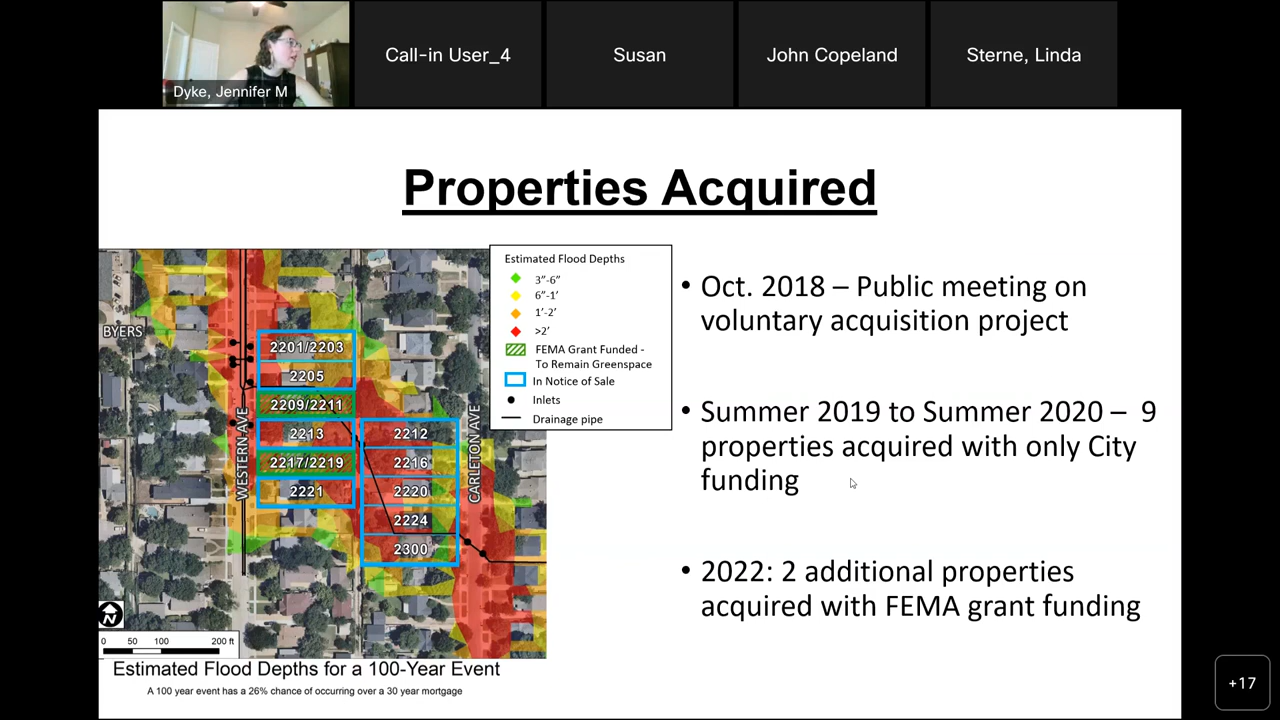 Dyke, Jennifer M
Call-in User_4
Susan
John Copeland
Sterne, Linda
Properties Acquired
Estimated Flood Depths
3"-6"
6"-1'
1'-2'
>2'
FEMA Grant Funded -
To Remain Greenspace
In Notice of Sale
Inlets
Drainage pipe
BYERS
WESTERN AVE
CARLETON AVE
2201/2203
2205
2209/2211
2213
2217/2219
2221
2212
2216
2220
2224
2300
N
0 50 100 200 ft
Estimated Flood Depths for a 100-Year Event
A 100 year event has a 26% chance of occurring over a 30 year mortgage
• Oct. 2018 – Public meeting on
voluntary acquisition project
• Summer 2019 to Summer 2020 – 9
properties acquired with only City
funding
• 2022: 2 additional properties
acquired with FEMA grant funding
+17